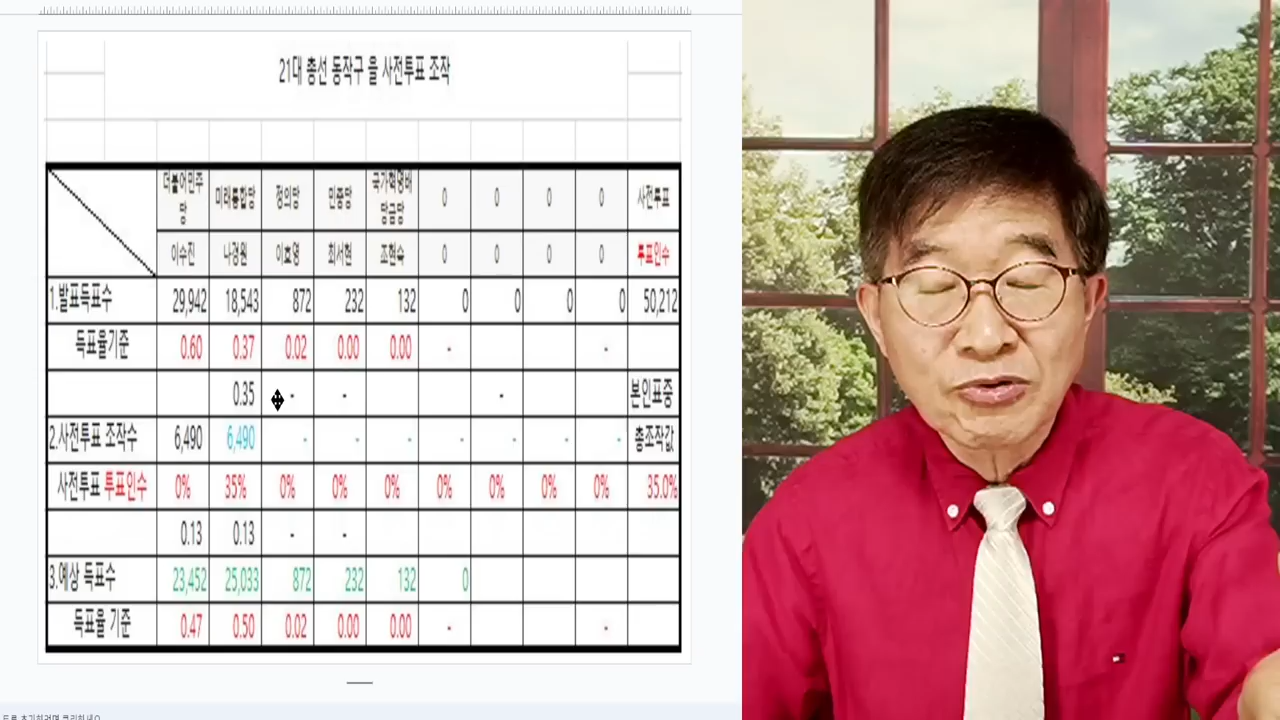 21대 총선 동작구 을 사전투표 조작
더불어민주당 미래통합당 정의당 민중당 국가혁명배당금당 0 0 0 0 사전투표
이수진 나경원 이호영 최서현 조현숙 0 0 0 0 투표인수
1.발표득표수 29,942 18,543 872 232 132 0 0 0 0 50,212
득표율기준 0.60 0.37 0.02 0.00 0.00 - -
0.35 - - - 본인표중
2.사전투표 조작수 6,490 6,490 - - - - - - - 총조작값
사전투표 투표인수 0% 35% 0% 0% 0% 0% 0% 0% 0% 35.0%
0.13 0.13 - -
3.예상 득표수 23,452 25,033 872 232 132 0
득표율 기준 0.47 0.50 0.02 0.00 0.00 - -